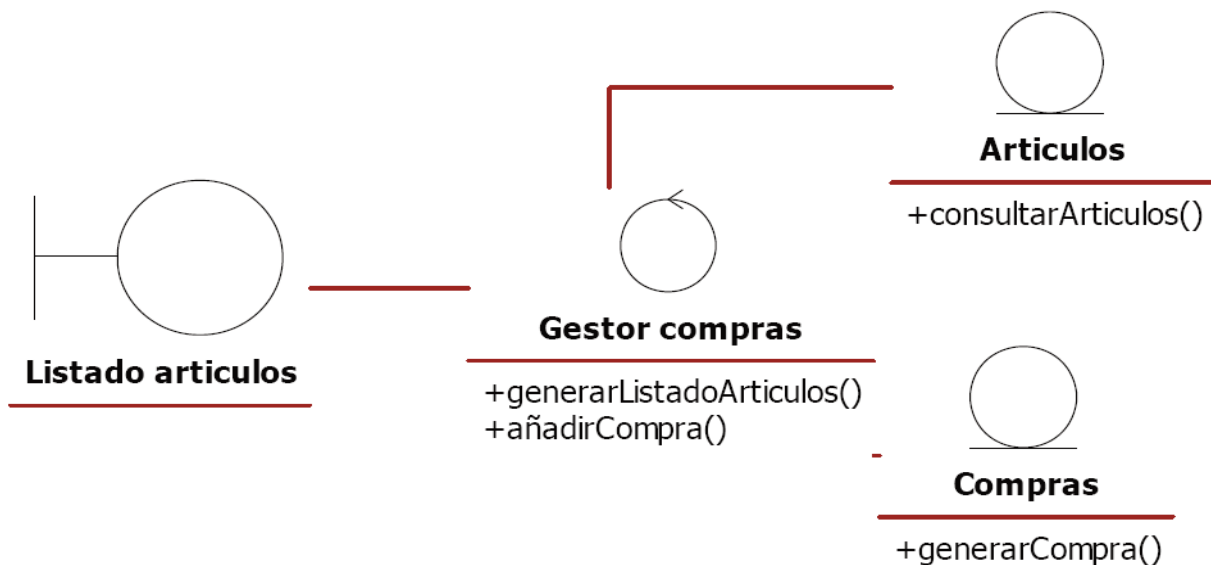 Listado articulos
Gestor compras
+generarListadoArticulos()
+añadirCompra()
Articulos
+consultarArticulos()
Compras
+generarCompra()